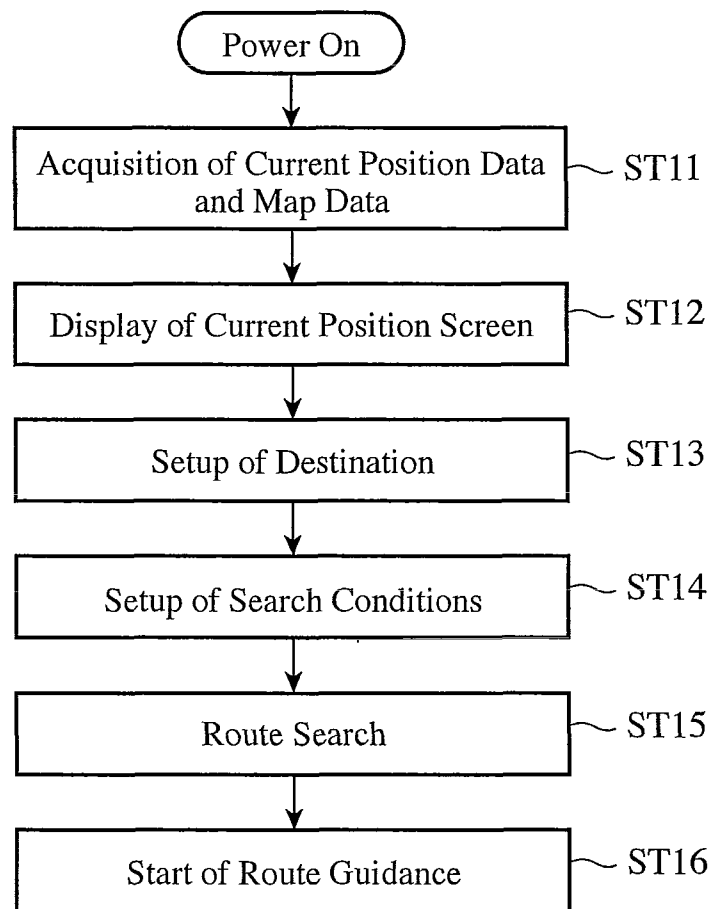 Power On
Acquisition of Current Position Data
and Map Data
ST11
Display of Current Position Screen
ST12
Setup of Destination
ST13
Setup of Search Conditions
ST14
Route Search
ST15
Start of Route Guidance
ST16